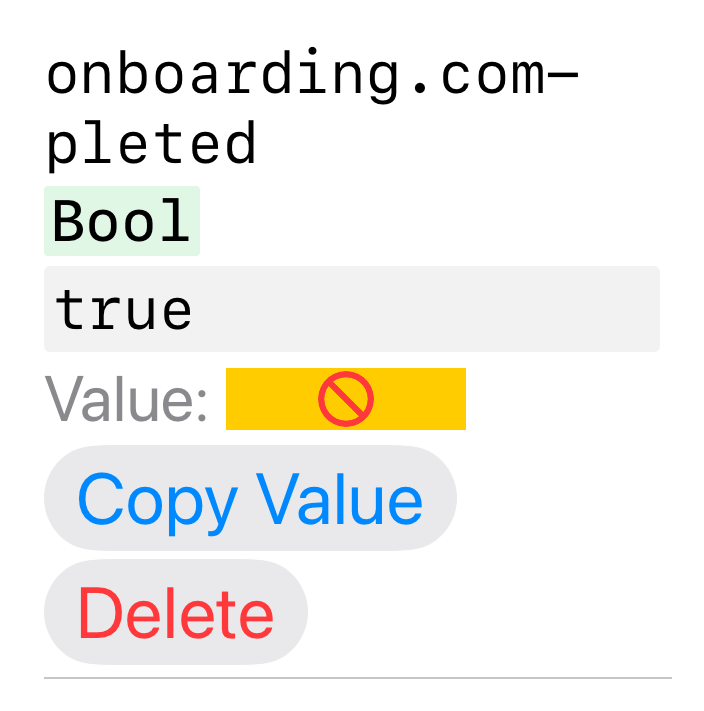 onboarding.com-
pleted
Bool
true
Value:
Copy Value
Delete